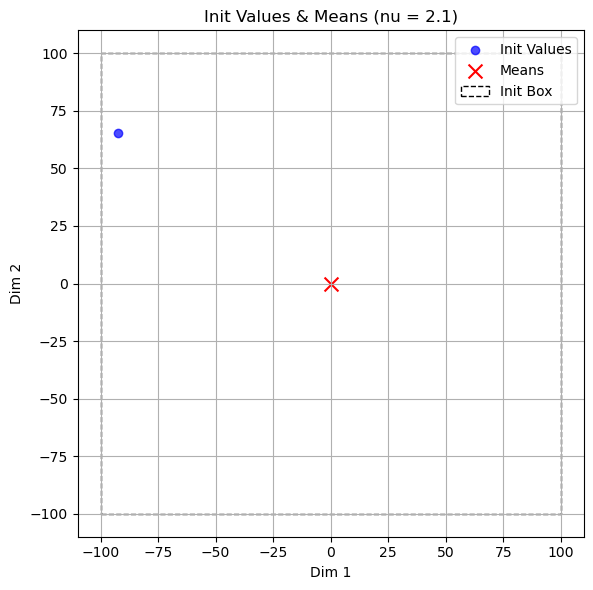 Init Values & Means (nu = 2.1)
Init Values
Means
Init Box
100
75
50
25
0
−25
−50
−75
−100
Dim 2
−100 −75 −50 −25 0 25 50 75 100
Dim 1